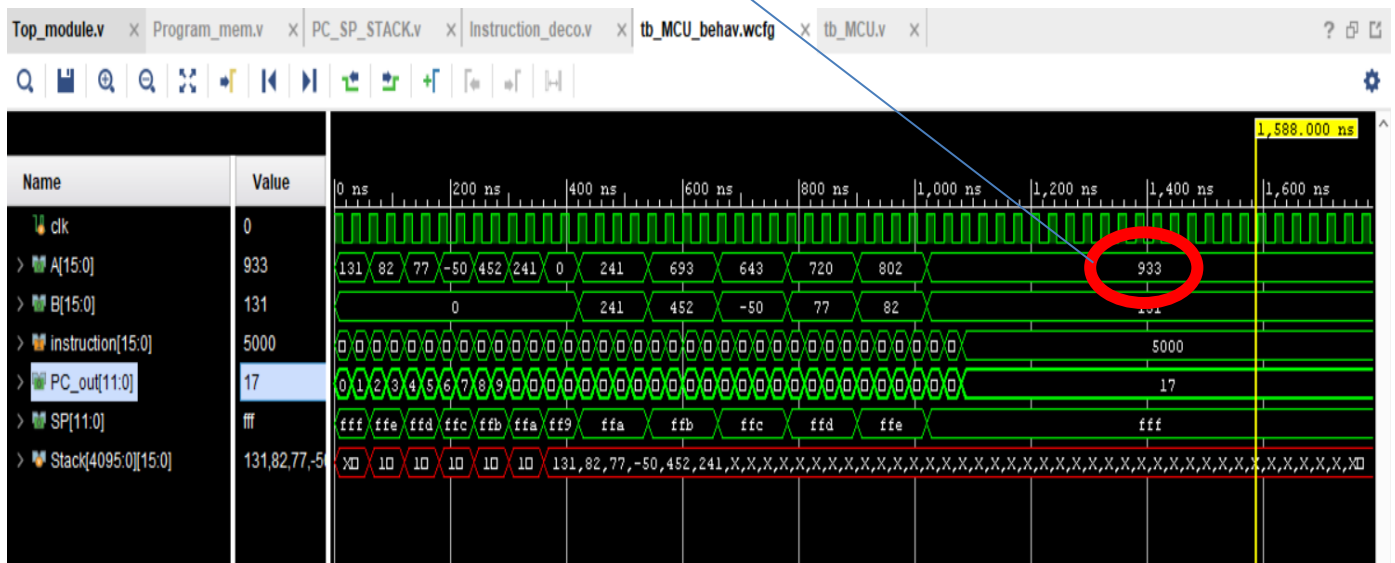 Top_module.v × Program_mem.v × PC_SP_STACK.v × Instruction_deco.v × tb_MCU_behav.wcfg × tb_MCU.v × ?
1,588.000 ns
Name Value 0 ns 200 ns 400 ns 600 ns 800 ns 1,000 ns 1,200 ns 1,400 ns 1,600 ns
clk 0
A[15:0] 933 131 82 77 -50 452 241 0 241 693 643 720 802 933
B[15:0] 131 0 241 452 -50 77 82 131
instruction[15:0] 5000 5000
PC_out[11:0] 17 0 1 2 3 4 5 6 7 8 9 17
SP[11:0] fff fff ffe ffd ffc ffb ffa ff9 ffa ffb ffc ffd ffe fff
Stack[4095:0][15:0] 131,82,77,-50 X 10 10 10 10 131,82,77,-50,452,241,X,X,X,X,X,X,X,X,X,X,X,X,X,X,X,X,X,X,X,X,X,X,X,X,X,X,X,X,X,X,X,X,X,X,X,X,X,X,X,X